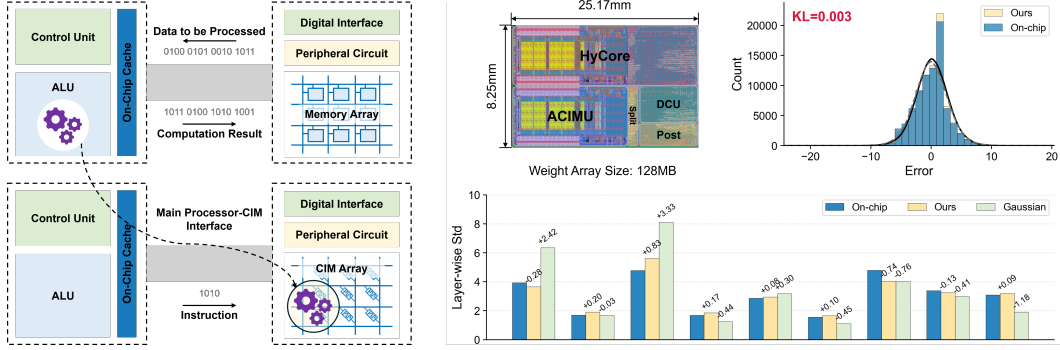 Control Unit
ALU
On-Chip Cache
Data to be Processed
0100 0101 0010 1011
1011 0100 1010 1001
Computation Result
Digital Interface
Peripheral Circuit
Memory Array
Control Unit
ALU
On-Chip Cache
Main Processor-CIM
Interface
1010
Instruction
Digital Interface
Peripheral Circuit
CIM Array
25.17mm
8.25mm
HyCore
ACIMU
Split
DCU
Post
Weight Array Size: 128MB
KL=0.003
Ours
On-chip
Count
20000
15000
10000
5000
0
−20
−10
0
10
20
Error
Layer-wise Std
10
8
6
4
2
0
On-chip
Ours
Gaussian
-0.28
+2.42
+0.20
-0.03
+0.83
+3.33
+0.17
-0.44
+0.08
+0.30
+0.10
-0.45
-0.74
-0.76
-0.13
-0.41
+0.09
-1.18